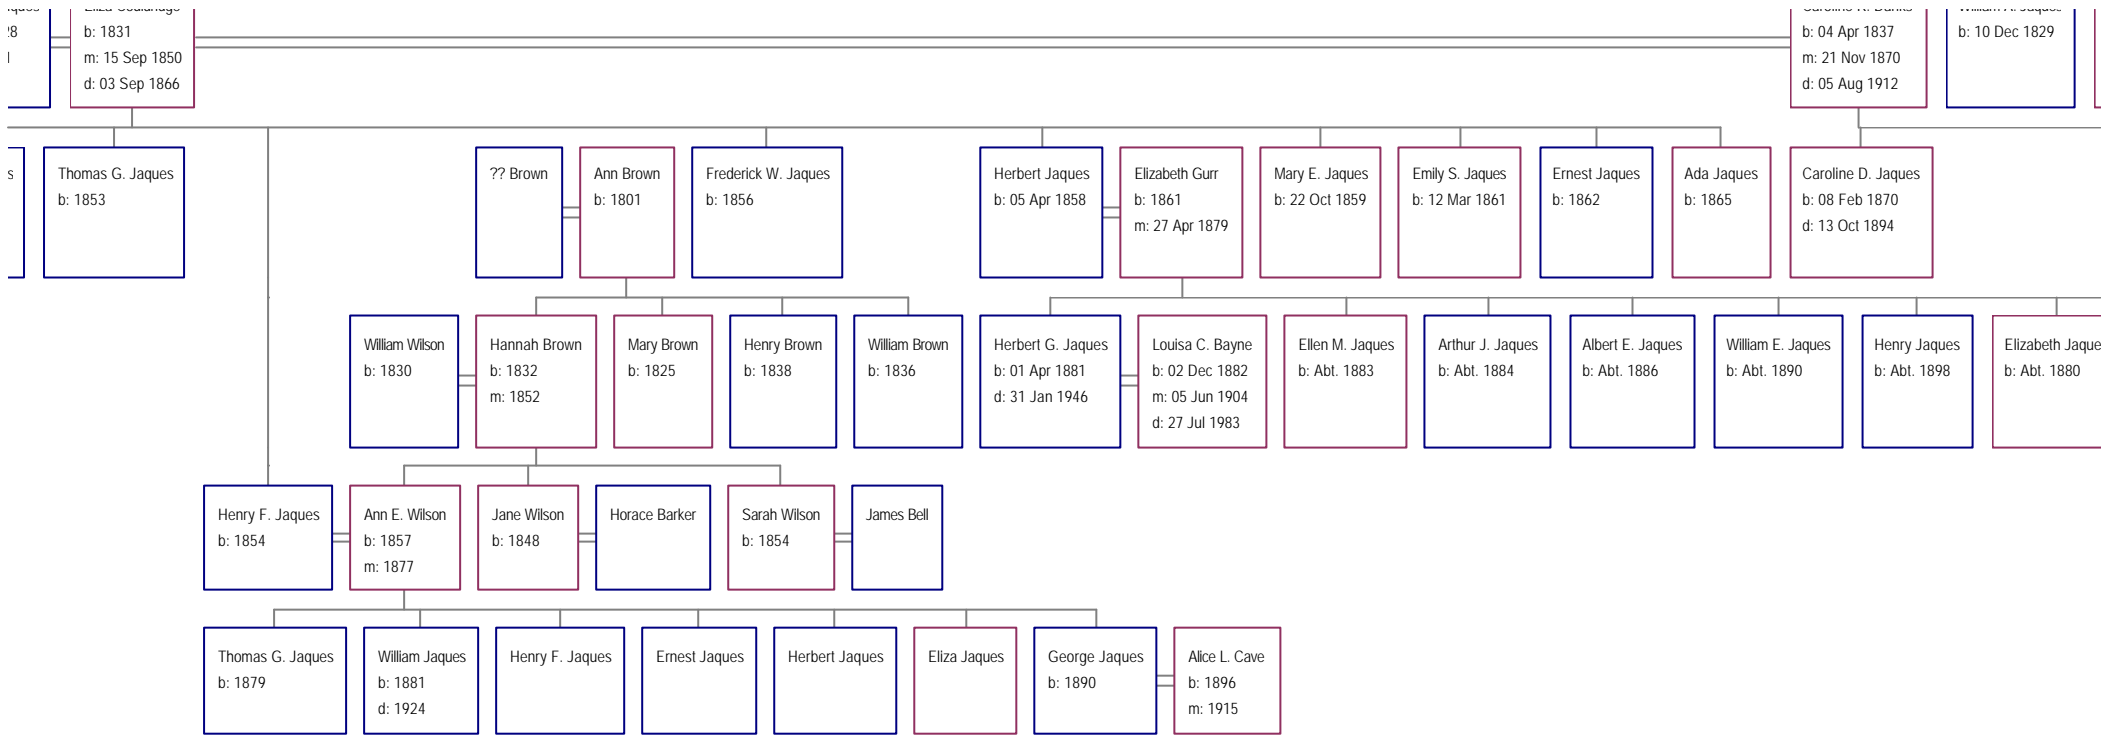 b: 1831
m: 15 Sep 1850
d: 03 Sep 1866
b: 04 Apr 1837
m: 21 Nov 1870
d: 05 Aug 1912
b: 10 Dec 1829
Thomas G. Jaques
b: 1853
?? Brown
Ann Brown
b: 1801
Frederick W. Jaques
b: 1856
Herbert Jaques
b: 05 Apr 1858
Elizabeth Gurr
b: 1861
m: 27 Apr 1879
Mary E. Jaques
b: 22 Oct 1859
Emily S. Jaques
b: 12 Mar 1861
Ernest Jaques
b: 1862
Ada Jaques
b: 1865
Caroline D. Jaques
b: 08 Feb 1870
d: 13 Oct 1894
William Wilson
b: 1830
Hannah Brown
b: 1832
m: 1852
Mary Brown
b: 1825
Henry Brown
b: 1838
William Brown
b: 1836
Herbert G. Jaques
b: 01 Apr 1881
d: 31 Jan 1946
Louisa C. Bayne
b: 02 Dec 1882
m: 05 Jun 1904
d: 27 Jul 1983
Ellen M. Jaques
b: Abt. 1883
Arthur J. Jaques
b: Abt. 1884
Albert E. Jaques
b: Abt. 1886
William E. Jaques
b: Abt. 1890
Henry Jaques
b: Abt. 1898
Elizabeth Jaque
b: Abt. 1880
Henry F. Jaques
b: 1854
Ann E. Wilson
b: 1857
m: 1877
Jane Wilson
b: 1848
Horace Barker
Sarah Wilson
b: 1854
James Bell
Thomas G. Jaques
b: 1879
William Jaques
b: 1881
d: 1924
Henry F. Jaques
Ernest Jaques
Herbert Jaques
Eliza Jaques
George Jaques
b: 1890
Alice L. Cave
b: 1896
m: 1915